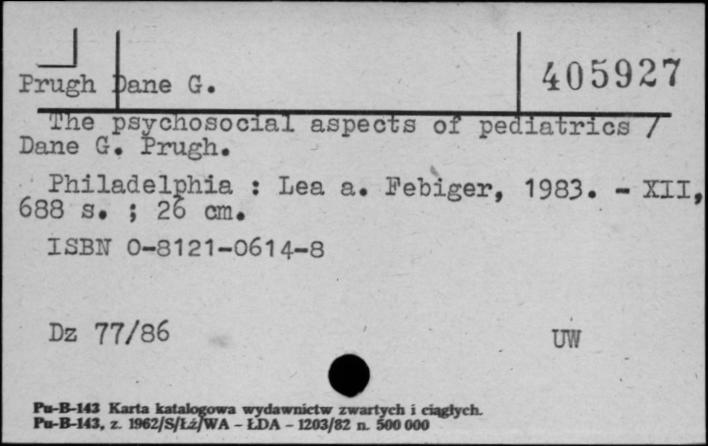 Prugh Dane G.
405927
The psychosocial aspects of pediatrics /
Dane G. Prugh.
Philadelphia : Lea a. Febiger, 1983. - XII,
688 s. ; 26 cm.
ISBN 0-8121-0614-8
Dz 77/86
UW
Pu-B-143 Karta katalogowa wydawnictw zwartych i ciągłych.
Pu-B-143, z. 1962/S/Łż/WA - ŁDA - 1203/82 n. 500 000